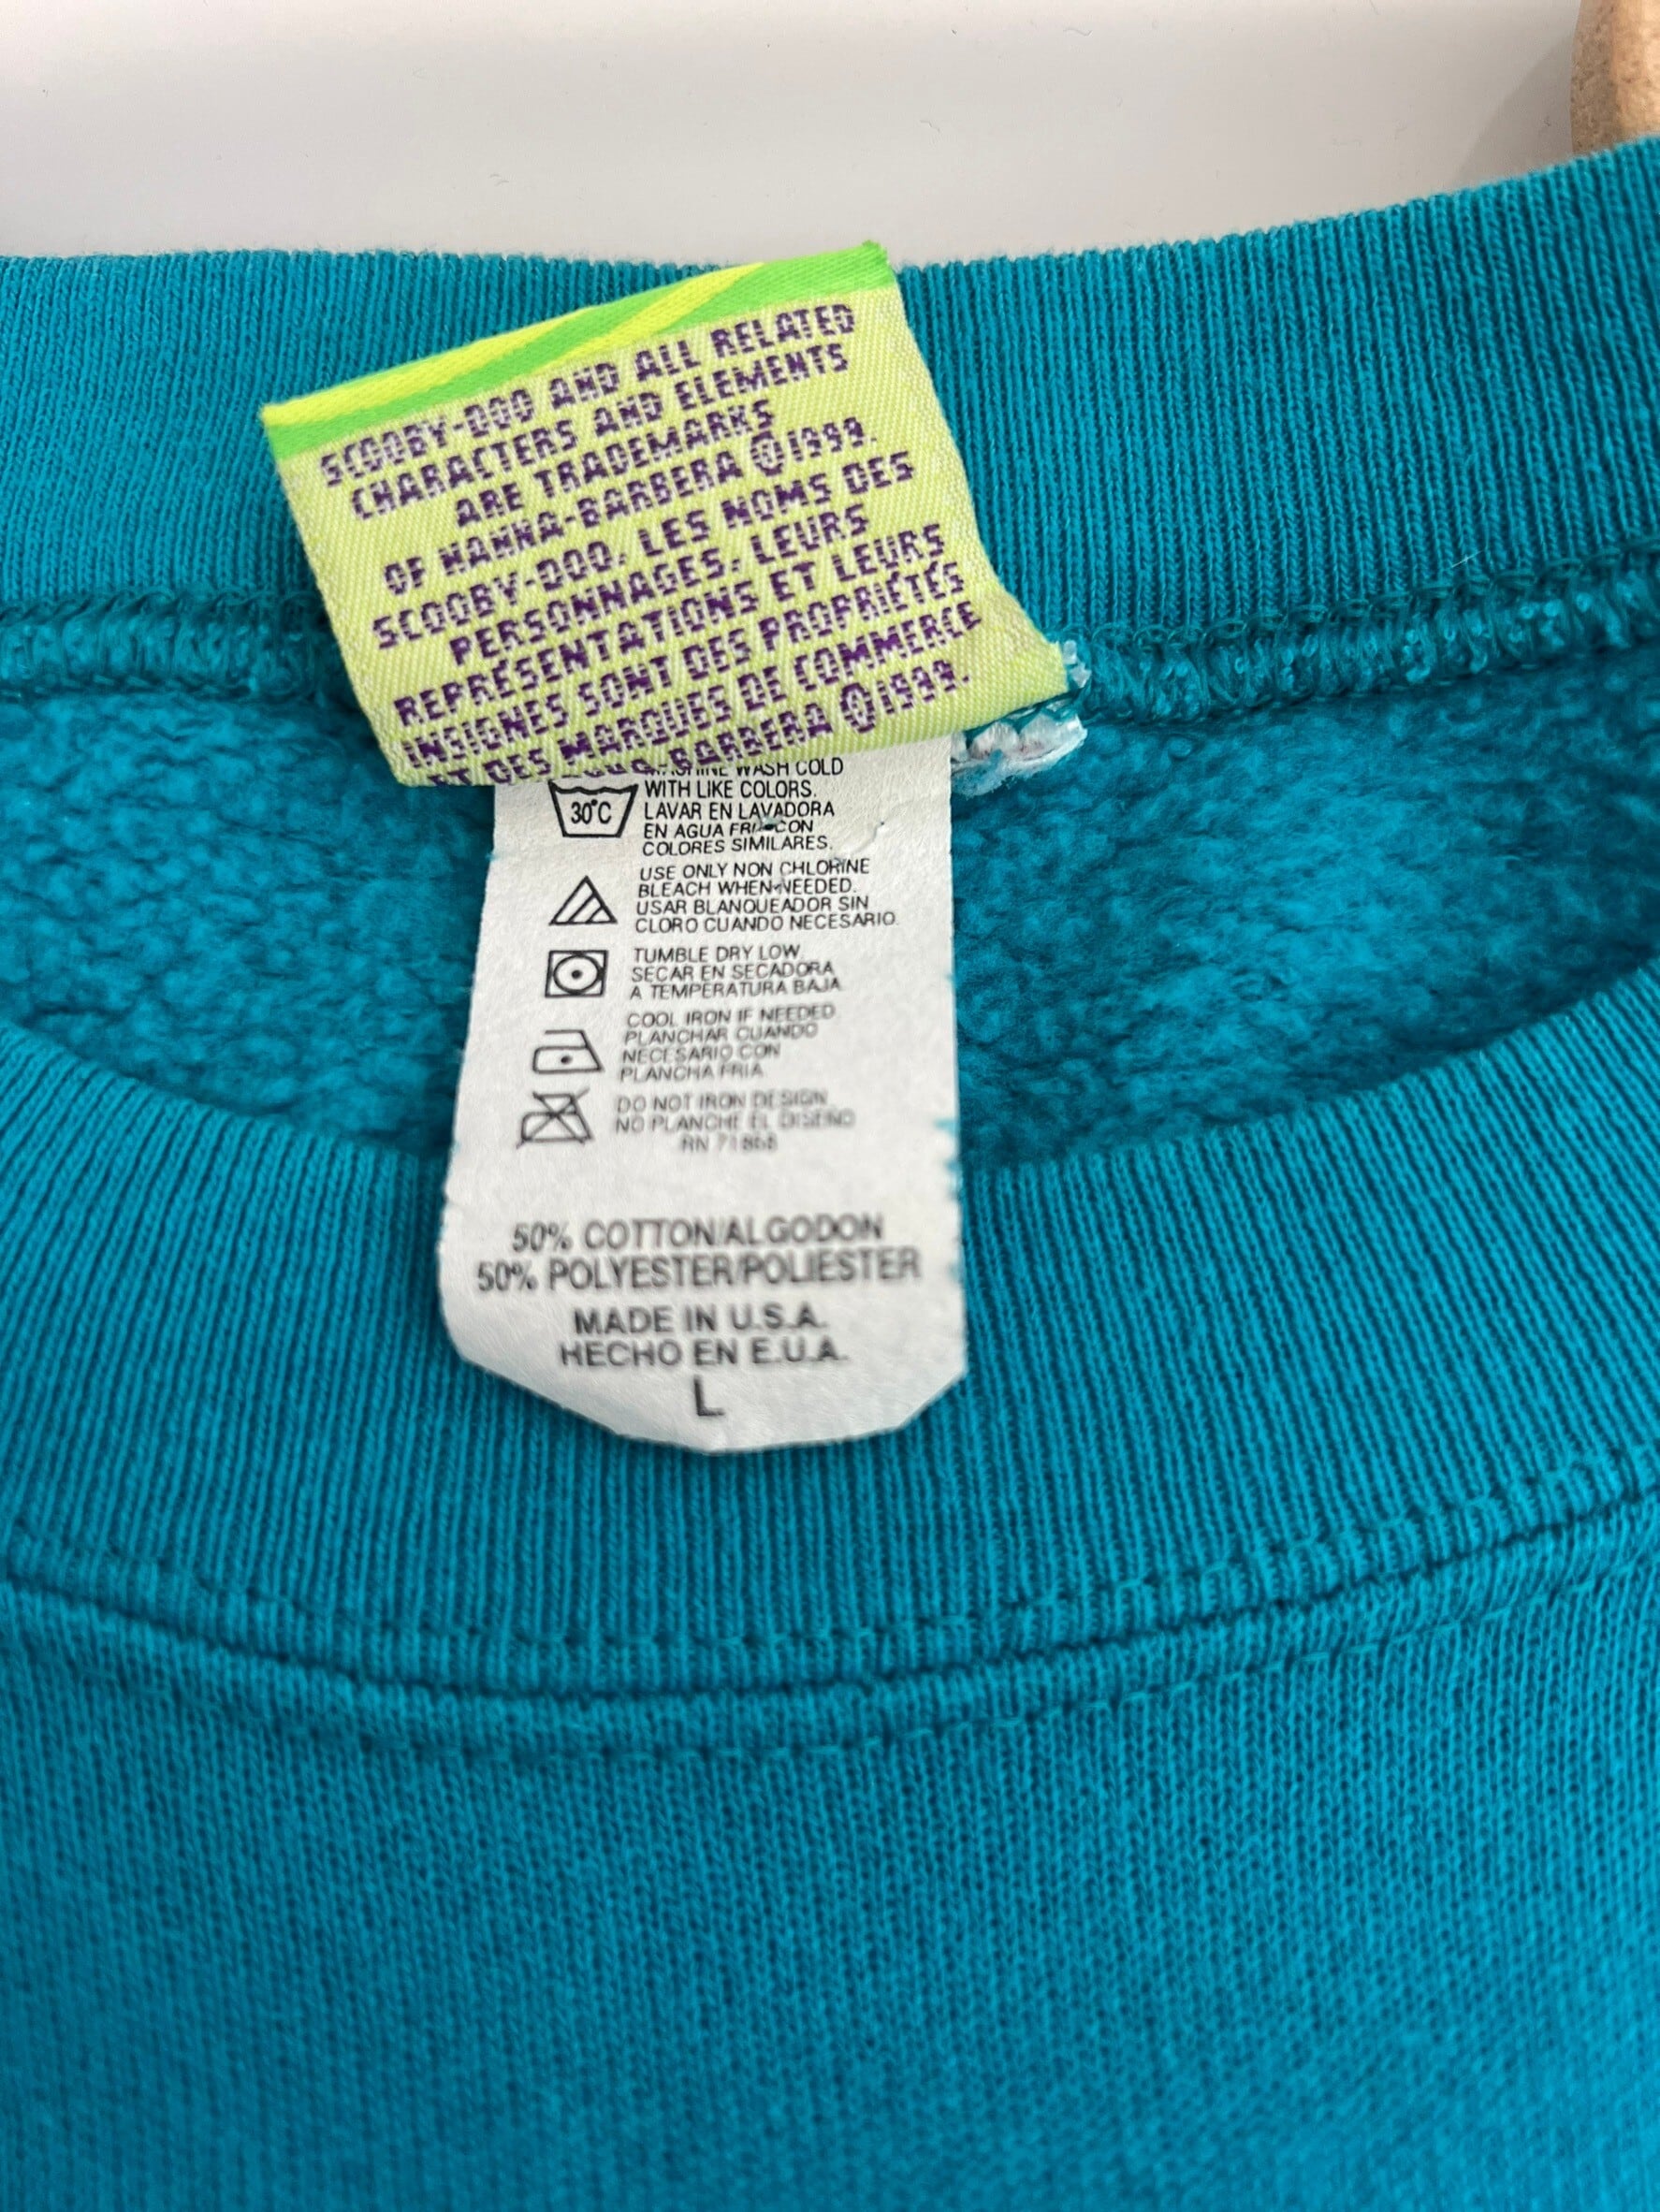 SCOOBY-DOO AND ALL RELATED
CHARACTERS AND ELEMENTS
ARE TRADEMARKS
OF HANNA-BARBERA ©1999.
SCOOBY-DOO, LES NOMS DES
PERSONNAGES, LEURS
REPRÉSENTATIONS ET LEURS
INSIGNES SONT DES PROPRIÉTÉS
ET DES MARQUES DE COMMERCE
-BARBERA ©1999.
MACHINE WASH COLD
WITH LIKE COLORS.
30°C
LAVAR EN LAVADORA
EN AGUA FRIA CON
COLORES SIMILARES.
USE ONLY NON CHLORINE
BLEACH WHEN NEEDED.
USAR BLANQUEADOR SIN
CLORO CUANDO NECESARIO.
TUMBLE DRY LOW
SECAR EN SECADORA
A TEMPERATURA BAJA
COOL IRON IF NEEDED
PLANCHAR CUANDO
NECESARIO CON
PLANCHA FRIA
DO NOT IRON DESIGN
NO PLANCHE EL DISENO
RN 71868
50% COTTON/ALGODON
50% POLYESTER/POLIESTER
MADE IN U.S.A.
HECHO EN E.U.A.
L